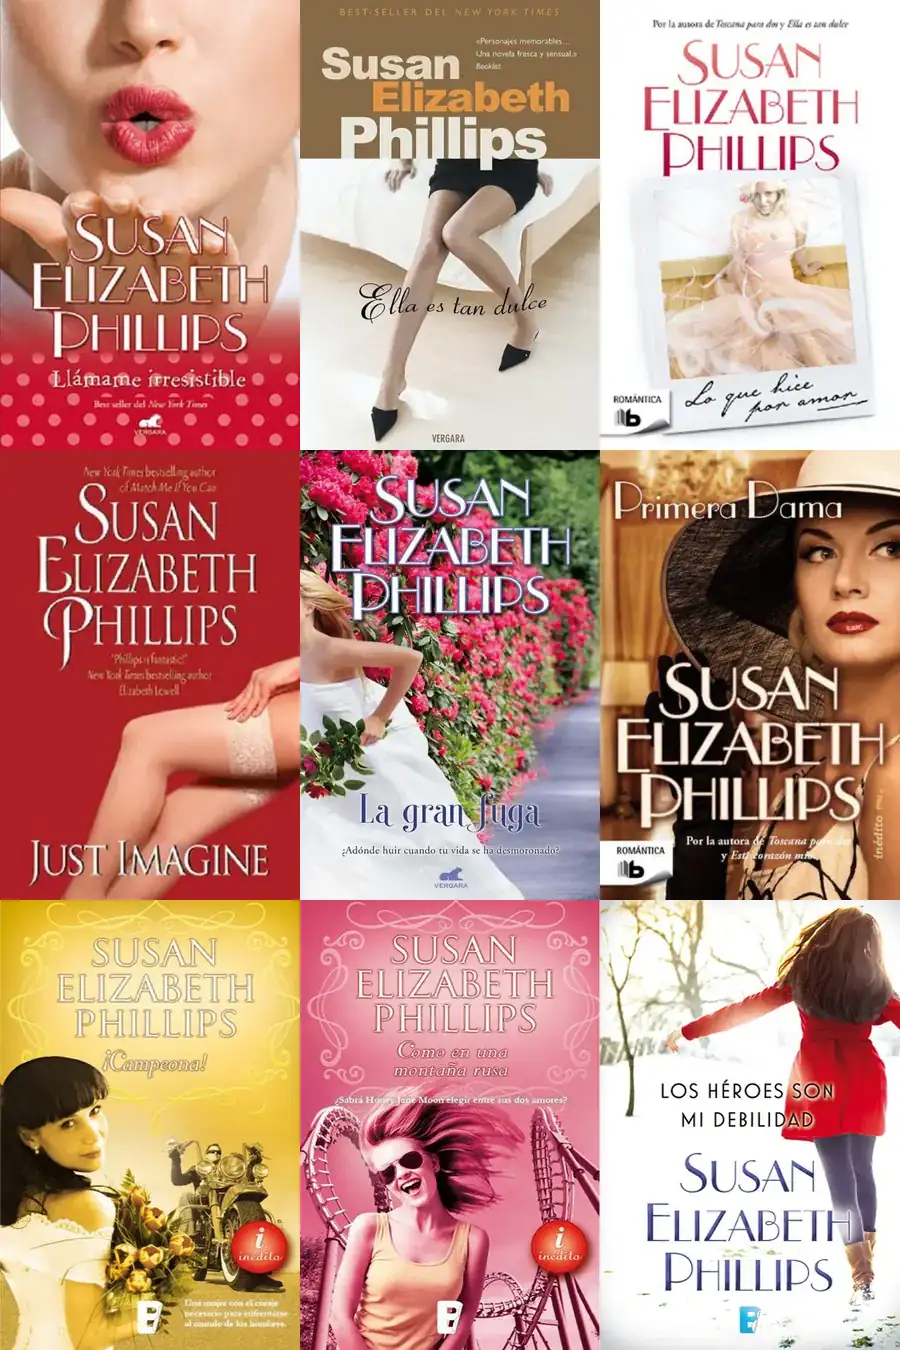 SUSAN
ELIZABETH
PHILLIPS
Llámame irresistible
Best seller del New York Times
VERGARA
BEST-SELLER DEL NEW YORK TIMES
«Personajes memorables...
Una novela fresca y sensual.»
Booklist
Susan
Elizabeth
Phillips
Ella es tan dulce
VERGARA
Por la autora de Toscana para dos y Ella es tan dulce
SUSAN
ELIZABETH
PHILLIPS
Lo que hice
por amor
ROMÁNTICA
b
New York Times bestselling author
of Match Me If You Can
SUSAN
ELIZABETH
PHILLIPS
"Phillips is fantastic!"
New York Times bestselling author
Elizabeth Lowell
JUST IMAGINE
SUSAN
ELIZABETH
PHILLIPS
La gran fuga
¿Adónde huir cuando tu vida se ha desmoronado?
VERGARA
Primera Dama
SUSAN
ELIZABETH
PHILLIPS
inédito
Por la autora de Toscana para dos
y Este corazón mío
ROMÁNTICA
b
SUSAN
ELIZABETH
PHILLIPS
¡Campeona!
i
inédito
Una mujer con el coraje
necesario para enfrentarse
al mundo de los hombres.
B
SUSAN
ELIZABETH
PHILLIPS
Como en una
montaña rusa
¿Sabrá Honey Jane Moon elegir entre sus dos amores?
i
inédito
B
LOS HÉROES SON
MI DEBILIDAD
SUSAN
ELIZABETH
PHILLIPS
B